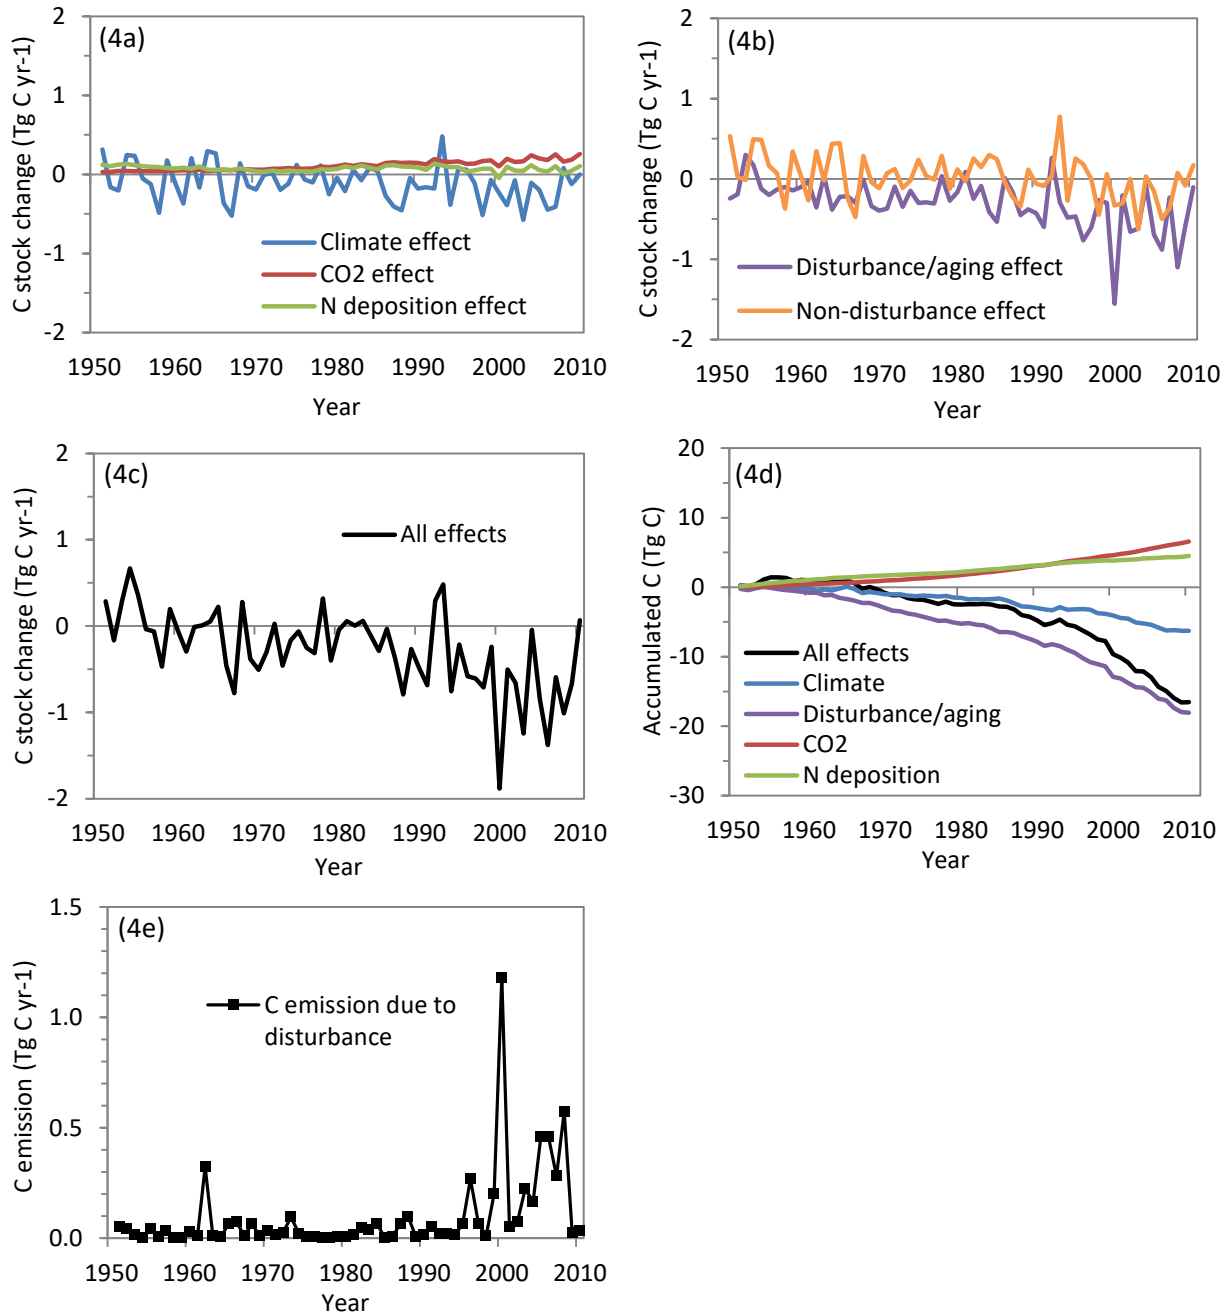 (4a)
C stock change (Tg C yr-1)
2
1
0
-1
-2
Climate effect
CO2 effect
N deposition effect
1950 1960 1970 1980 1990 2000 2010
Year
(4b)
C stock change (Tg C yr-1)
2
1
0
-1
-2
Disturbance/aging effect
Non-disturbance effect
1950 1960 1970 1980 1990 2000 2010
Year
(4c)
C stock change (Tg C yr-1)
2
1
0
-1
-2
All effects
1950 1960 1970 1980 1990 2000 2010
Year
(4d)
Accumulated C (Tg C)
20
10
0
-10
-20
-30
All effects
Climate
Disturbance/aging
CO2
N deposition
1950 1960 1970 1980 1990 2000 2010
Year
(4e)
C emission (Tg C yr-1)
1.5
1.0
0.5
0.0
C emission due to
disturbance
1950 1960 1970 1980 1990 2000 2010
Year